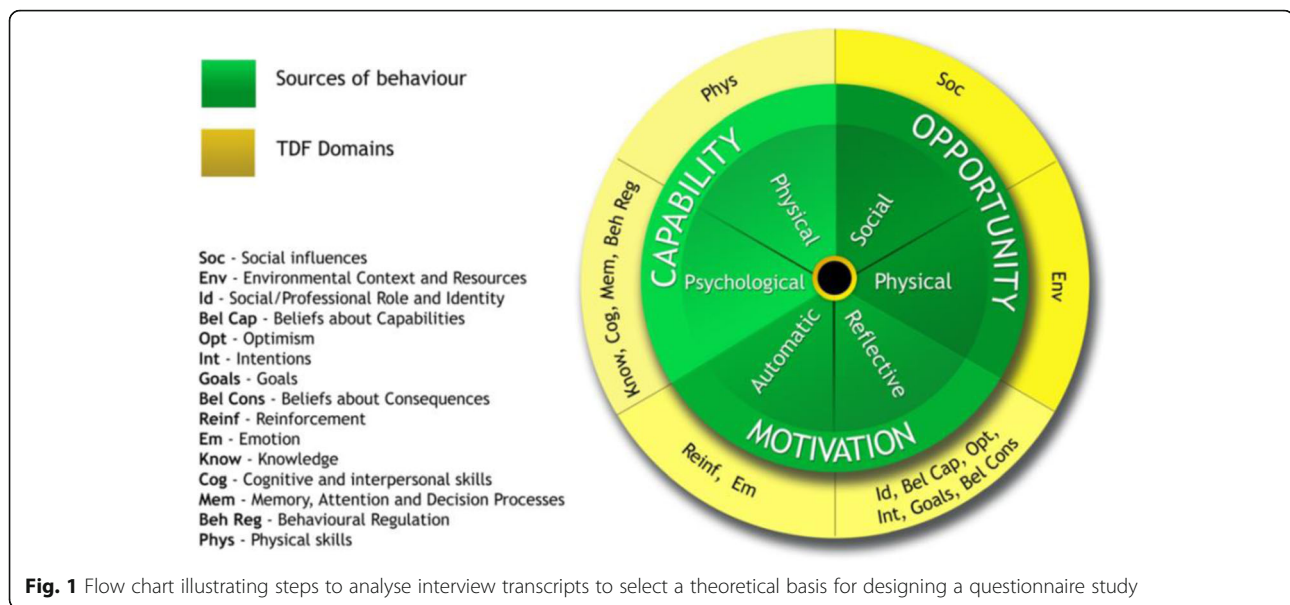 Sources of behaviour
TDF Domains
Soc - Social influences
Env - Environmental Context and Resources
Id - Social/Professional Role and Identity
Bel Cap - Beliefs about Capabilities
Opt - Optimism
Int - Intentions
Goals - Goals
Bel Cons - Beliefs about Consequences
Reinf - Reinforcement
Em - Emotion
Know - Knowledge
Cog - Cognitive and interpersonal skills
Mem - Memory, Attention and Decision Processes
Beh Reg - Behavioural Regulation
Phys - Physical skills
Phys
Soc
Env
Id, Bel Cap, Opt,
Int, Goals, Bel Cons
Reinf, Em
Know, Cog, Mem, Beh Reg
CAPABILITY
OPPORTUNITY
MOTIVATION
Physical
Social
Physical
Reflective
Automatic
Psychological
Fig. 1 Flow chart illustrating steps to analyse interview transcripts to select a theoretical basis for designing a questionnaire study